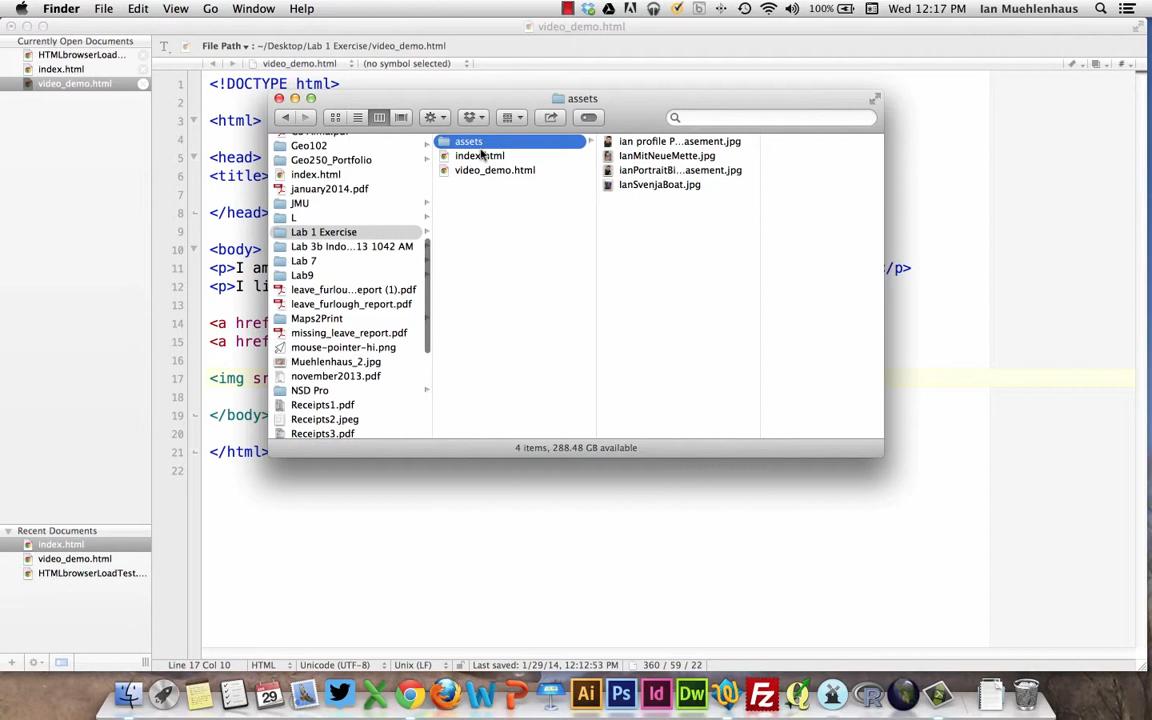 Finder File Edit View Go Window Help 100% Wed 12:17 PM Ian Muehlenhaus
video_demo.html
Currently Open Documents
HTMLbrowserLoad...
index.html
video_demo.html
File Path ▾ : ~/Desktop/Lab 1 Exercise/video_demo.html
video_demo.html (no symbol selected)
1 <!DOCTYPE html>
2
3 <html>
4
5 <head>
6 <title>
7
8 </head>
9
10 <body>
11 <p>I am /p>
12 <p>I li
13
14 <a href
15 <a href
16
17 <img sr
18
19 </body>
20
21 </html>
22
assets
Geo102
Geo250_Portfolio
index.html
january2014.pdf
JMU
L
Lab 1 Exercise
Lab 3b Indo...13 1042 AM
Lab 7
Lab9
leave_furlou...eport (1).pdf
leave_furlough_report.pdf
Maps2Print
missing_leave_report.pdf
mouse-pointer-hi.png
Muehlenhaus_2.jpg
november2013.pdf
NSD Pro
Receipts1.pdf
Receipts2.jpeg
Receipts3.pdf
assets
index.html
video_demo.html
ian profile P...asement.jpg
IanMitNeueMette.jpg
ianPortraitBi...asement.jpg
IanSvenjaBoat.jpg
4 items, 288.48 GB available
Recent Documents
index.html
video_demo.html
HTMLbrowserLoadTest....
Line 17 Col 10 HTML Unicode (UTF-8) Unix (LF) Last saved: 1/29/14, 12:12:53 PM 360 / 59 / 22
29 Ai Ps Id Dw Fz R